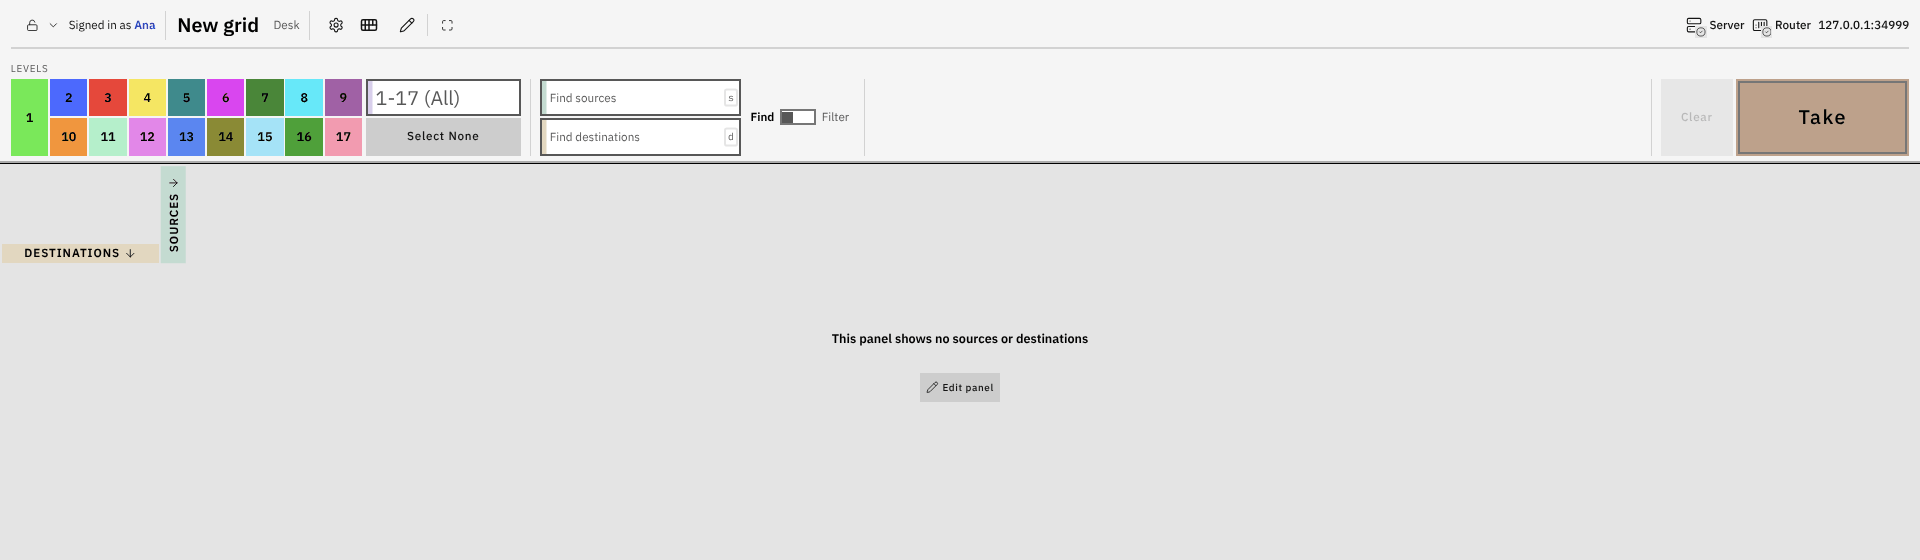 Signed in as Ana
New grid
Desk
Server
Router
127.0.0.1:34999
LEVELS
1
2
3
4
5
6
7
8
9
1-17 (All)
10
11
12
13
14
15
16
17
Select None
Find sources
s
Find destinations
d
Find
Filter
Clear
Take
SOURCES →
DESTINATIONS ↓
This panel shows no sources or destinations
Edit panel